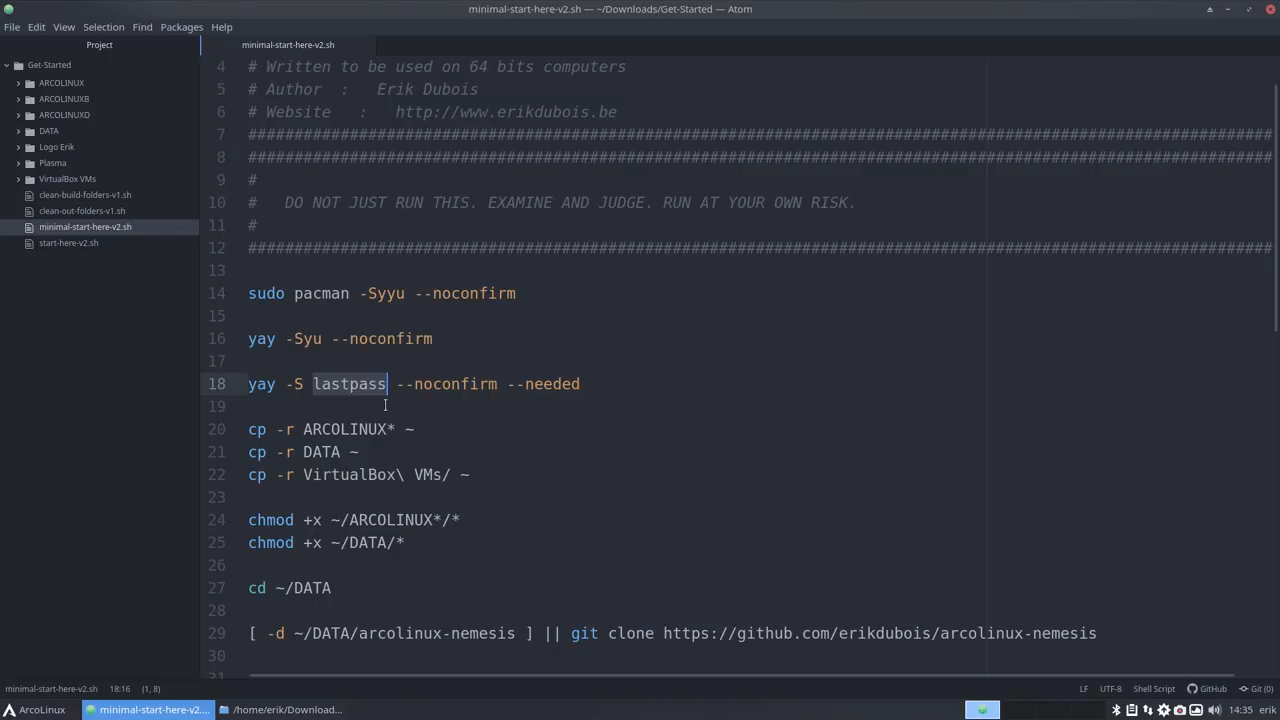 minimal-start-here-v2.sh — ~/Downloads/Get-Started — Atom
File Edit View Selection Find Packages Help
Project
minimal-start-here-v2.sh
Get-Started
ARCOLINUX
ARCOLINUXB
ARCOLINUXD
DATA
Logo Erik
Plasma
VirtualBox VMs
clean-build-folders-v1.sh
clean-out-folders-v1.sh
minimal-start-here-v2.sh
start-here-v2.sh
4 # Written to be used on 64 bits computers
5 # Author : Erik Dubois
6 # Website : http://www.erikdubois.be
7 ################################################################################################################
8 ################################################################################################################
9 #
10 # DO NOT JUST RUN THIS. EXAMINE AND JUDGE. RUN AT YOUR OWN RISK.
11 #
12 ################################################################################################################
13
14 sudo pacman -Syyu --noconfirm
15
16 yay -Syu --noconfirm
17
18 yay -S lastpass --noconfirm --needed
19
20 cp -r ARCOLINUX* ~
21 cp -r DATA ~
22 cp -r VirtualBox\ VMs/ ~
23
24 chmod +x ~/ARCOLINUX*/*
25 chmod +x ~/DATA/*
26
27 cd ~/DATA
28
29 [ -d ~/DATA/arcolinux-nemesis ] || git clone https://github.com/erikdubois/arcolinux-nemesis
30
31
minimal-start-here-v2.sh 18:16 (1, 8) LF UTF-8 Shell Script GitHub Git (0)
ArcoLinux minimal-start-here-v2.... /home/erik/Download... 14:35 erik